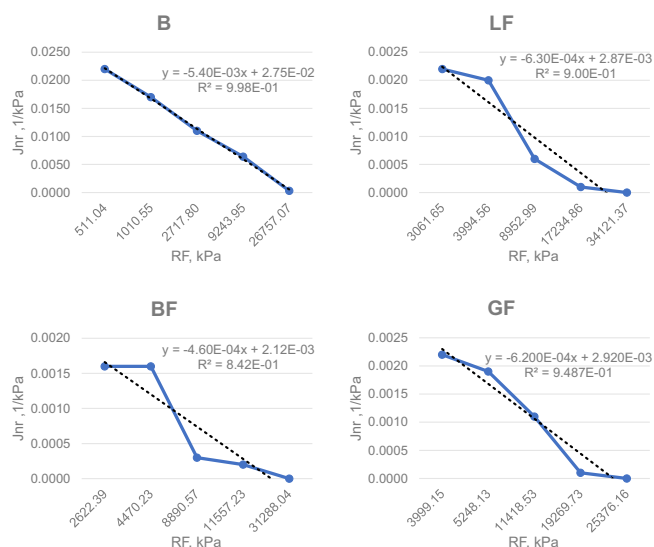 B
0.0250
0.0200
0.0150
0.0100
0.0050
0.0000
Jnr ,1/kPa
y = -5.40E-03x + 2.75E-02
R² = 9.98E-01
511.04
1010.55
2717.80
9243.95
26757.07
RF, kPa
LF
0.0025
0.0020
0.0015
0.0010
0.0005
0.0000
Jnr ,1/kPa
y = -6.30E-04x + 2.87E-03
R² = 9.00E-01
3061.65
3994.56
8952.99
17234.86
34121.37
RF, kPa
BF
0.0020
0.0015
0.0010
0.0005
0.0000
Jnr ,1/kPa
y = -4.60E-04x + 2.12E-03
R² = 8.42E-01
2622.39
4470.23
8890.57
11557.23
31288.04
RF, kPa
GF
0.0025
0.0020
0.0015
0.0010
0.0005
0.0000
Jnr ,1/kPa
y = -6.200E-04x + 2.920E-03
R² = 9.487E-01
3999.15
5248.13
11418.53
19269.73
25376.16
RF, kPa